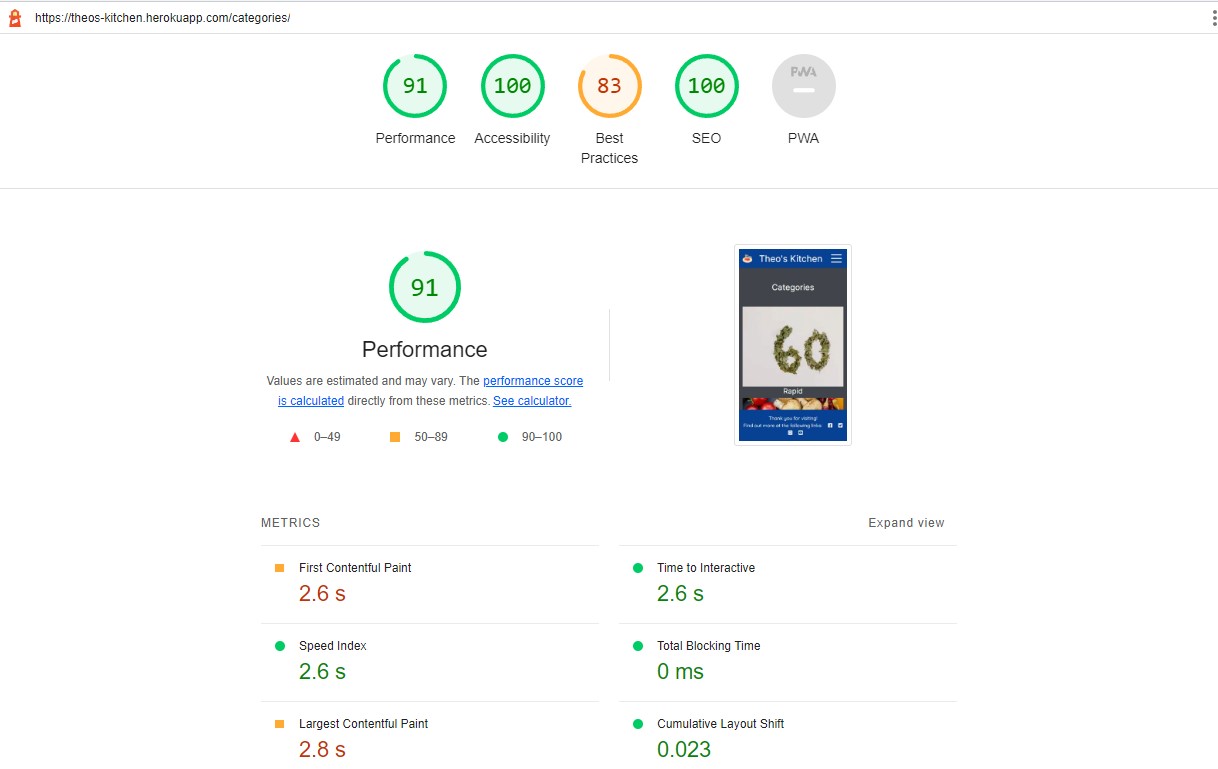 https://theos-kitchen.herokuapp.com/categories/
91 100 83 100 PWA
Performance Accessibility Best Practices SEO PWA
91
Performance
Values are estimated and may vary. The performance score
is calculated directly from these metrics. See calculator.
0–49 50–89 90–100
Theo's Kitchen
Categories
60
Rapid
Thank you for visiting!
Find out more at the following links
METRICS Expand view
First Contentful Paint
2.6 s
Time to Interactive
2.6 s
Speed Index
2.6 s
Total Blocking Time
0 ms
Largest Contentful Paint
2.8 s
Cumulative Layout Shift
0.023